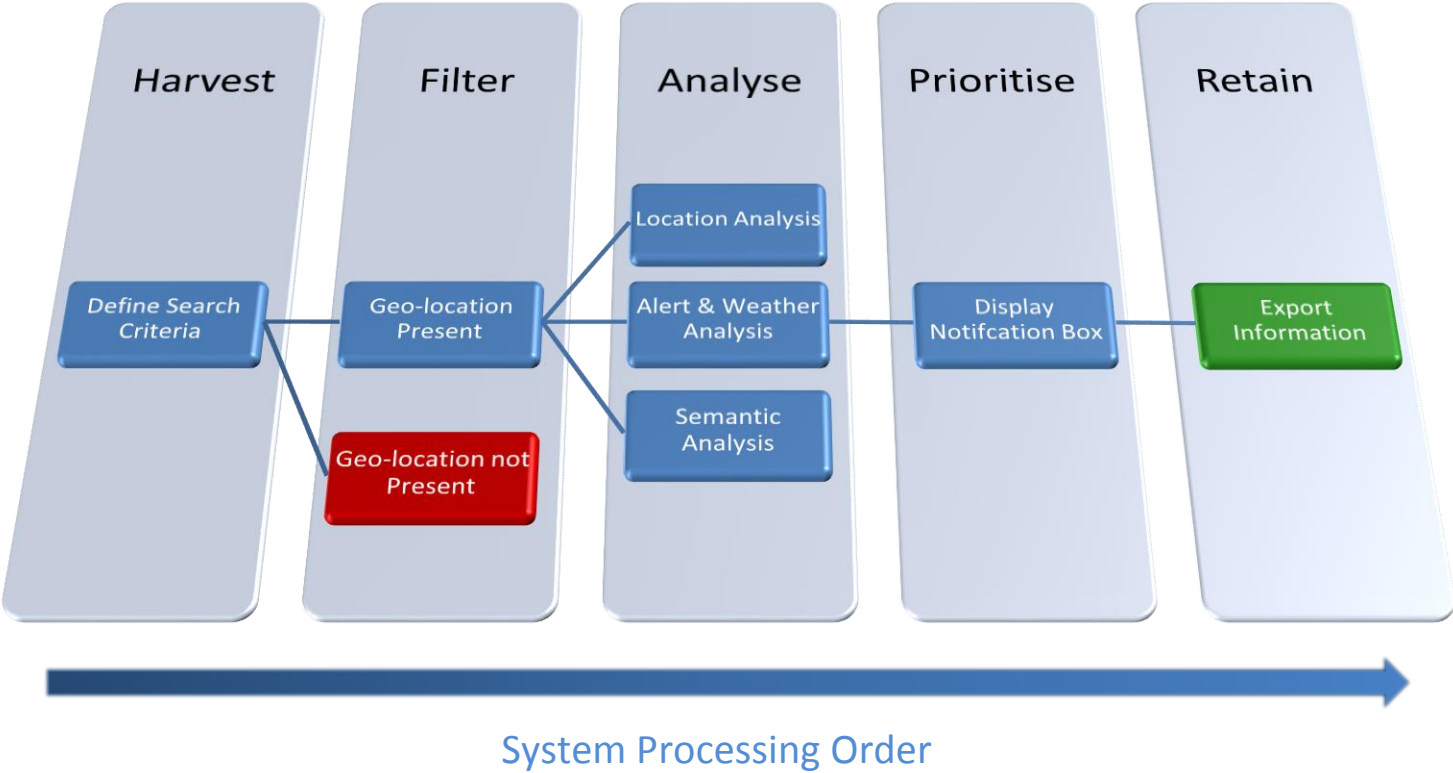 Harvest
Filter
Analyse
Prioritise
Retain
Define Search
Criteria
Geo-location
Present
Geo-location not
Present
Location Analysis
Alert & Weather
Analysis
Semantic
Analysis
Display
Notifcation Box
Export
Information
System Processing Order